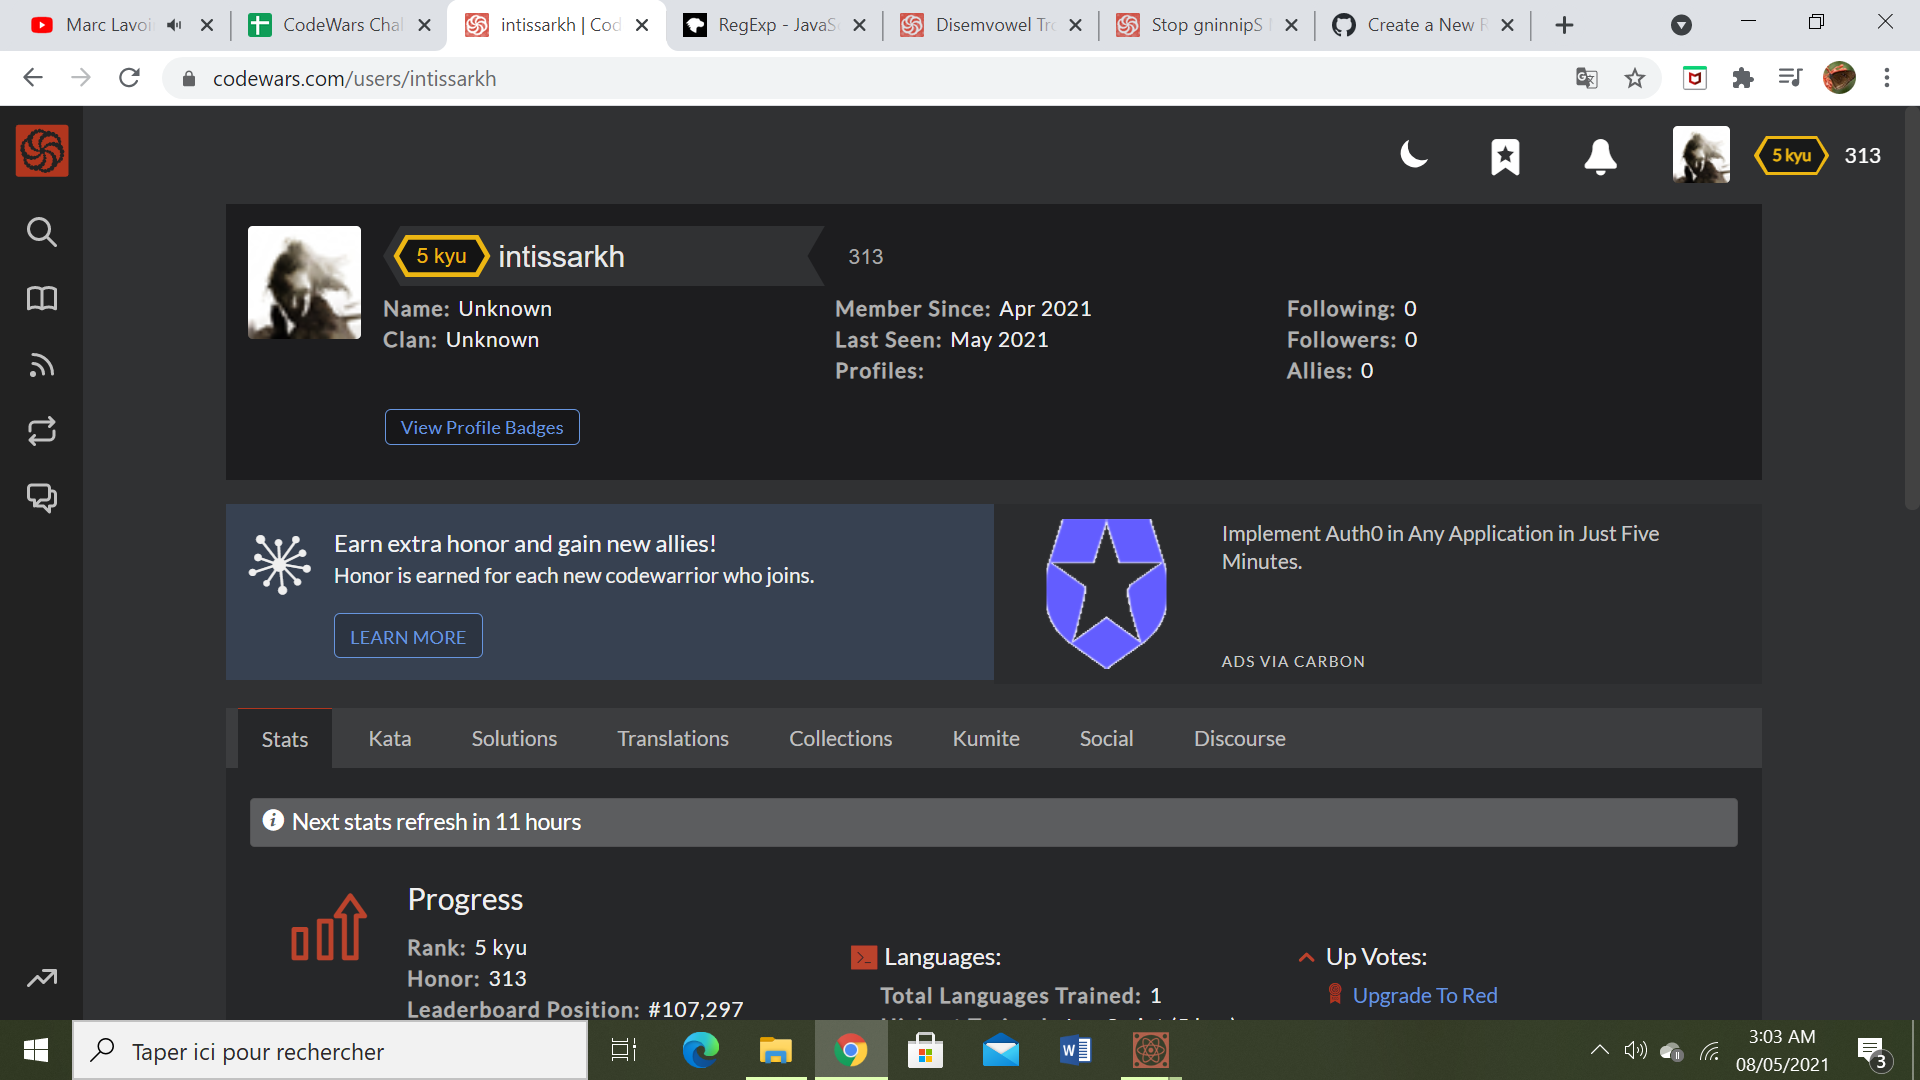 Marc Lavoi
CodeWars Chal
intissarkh | Cod
RegExp - JavaS
Disemvowel Tro
Stop gninnipS
Create a New R
codewars.com/users/intissarkh
5 kyu
313
5 kyu
intissarkh
313
Name: Unknown
Member Since: Apr 2021
Following: 0
Clan: Unknown
Last Seen: May 2021
Followers: 0
Profiles:
Allies: 0
View Profile Badges
Earn extra honor and gain new allies!
Honor is earned for each new codewarrior who joins.
LEARN MORE
Implement Auth0 in Any Application in Just Five
Minutes.
ADS VIA CARBON
Stats
Kata
Solutions
Translations
Collections
Kumite
Social
Discourse
Next stats refresh in 11 hours
Progress
Rank: 5 kyu
Honor: 313
Leaderboard Position: #107,297
Languages:
Total Languages Trained: 1
Up Votes:
Upgrade To Red
Taper ici pour rechercher
3:03 AM
08/05/2021
3